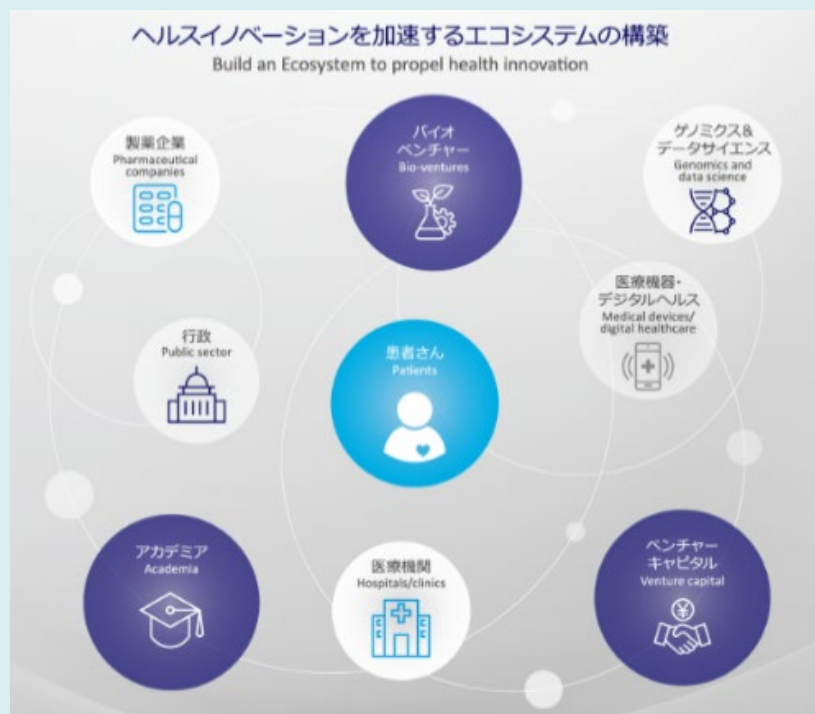 ヘルスイノベーションを加速するエコシステムの構築
Build an Ecosystem to propel health innovation
製薬企業
Pharmaceutical
companies
バイオ
ベンチャー
Bio-ventures
ゲノミクス&
データサイエンス
Genomics and
data science
医療機器・
デジタルヘルス
Medical devices/
digital healthcare
行政
Public sector
患者さん
Patients
アカデミア
Academia
医療機関
Hospitals/clinics
ベンチャー
キャピタル
Venture capital
¥